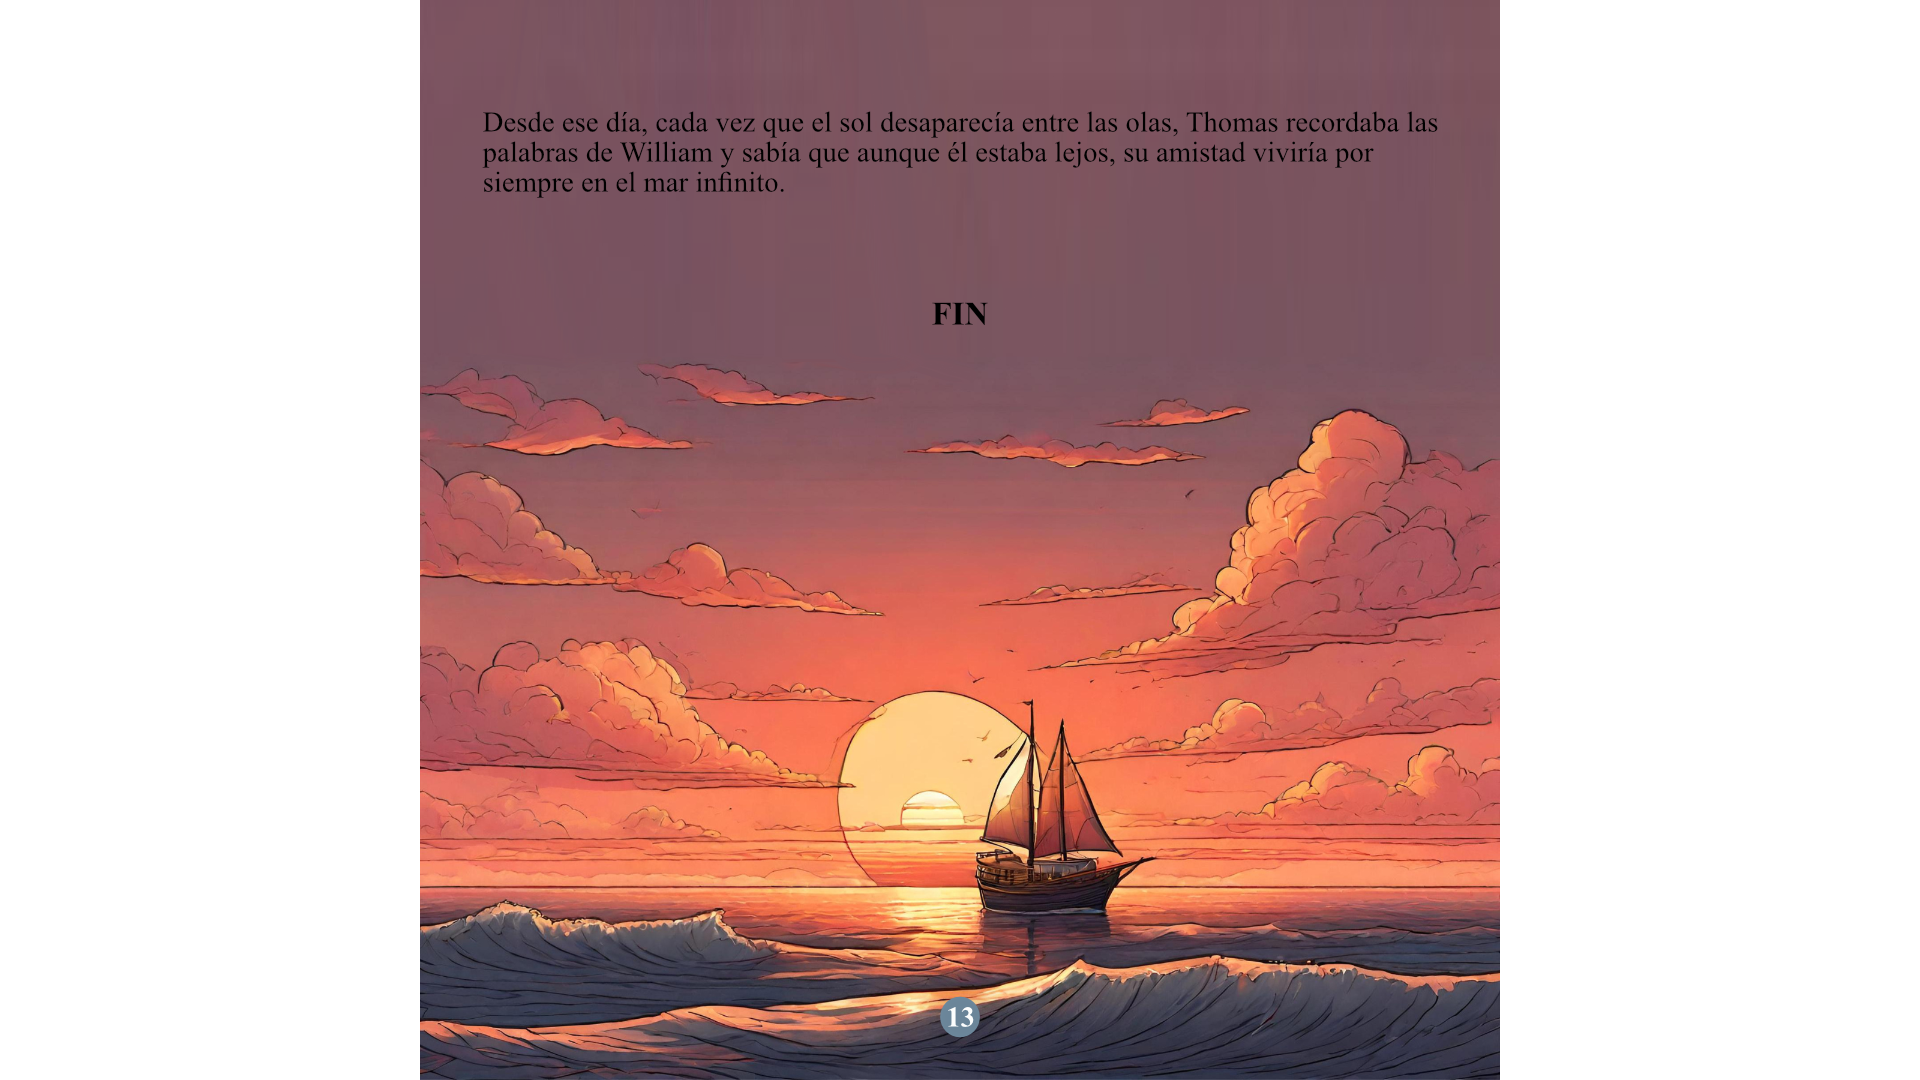 Desde ese día, cada vez que el sol desaparecía entre las olas, Thomas recordaba las
palabras de William y sabía que aunque él estaba lejos, su amistad viviría por
siempre en el mar infinito.
FIN
13